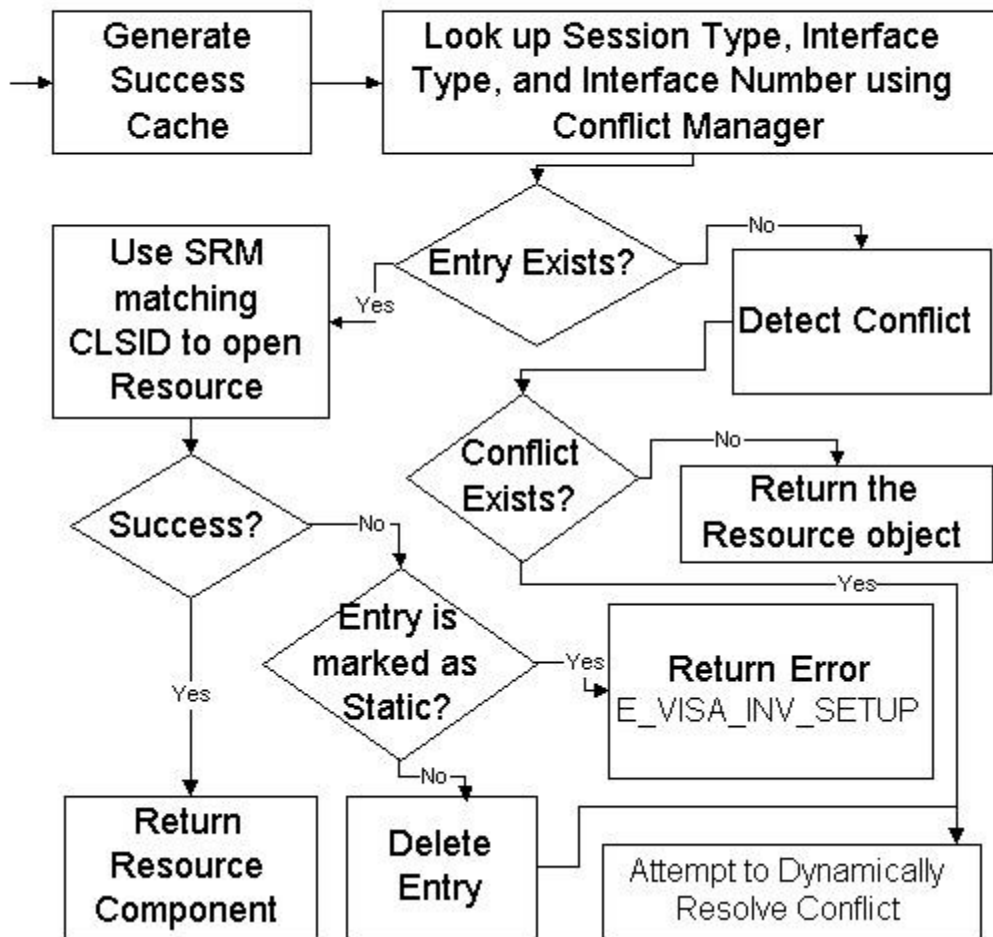 Generate
Success
Cache
Look up Session Type, Interface
Type, and Interface Number using
Conflict Manager
Entry Exists?
No
Yes
Use SRM
matching
CLSID to open
Resource
Detect Conflict
Conflict
Exists?
No
Return the
Resource object
Yes
Success?
No
Yes
Entry is
marked as
Static?
Yes
Return Error
E_VISA_INV_SETUP
No
Return
Resource
Component
Delete
Entry
Attempt to Dynamically
Resolve Conflict